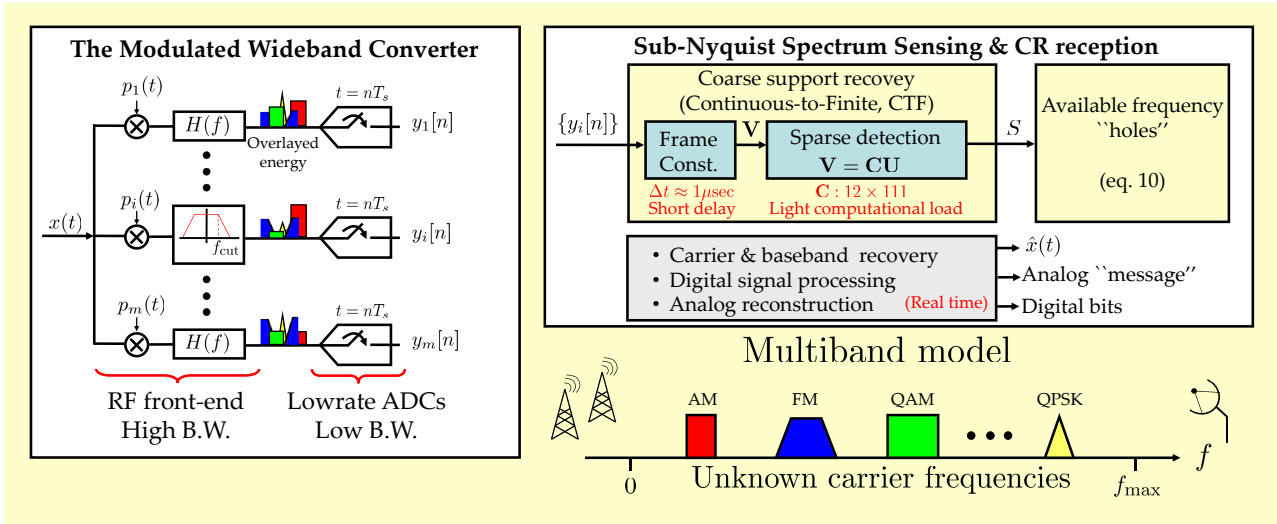 The Modulated Wideband Converter
p₁(t)
H(f)
Overlayed
energy
t = nTₛ
y₁[n]
x(t)
pᵢ(t)
f_cut
t = nTₛ
yᵢ[n]
pₘ(t)
H(f)
t = nTₛ
yₘ[n]
RF front-end
High B.W.
Lowrate ADCs
Low B.W.
Sub-Nyquist Spectrum Sensing & CR reception
Coarse support recovey
(Continuous-to-Finite, CTF)
{yᵢ[n]}
Frame
Const.
V
Sparse detection
V = CU
Δt ≈ 1μsec
Short delay
C : 12 × 111
Light computational load
S
Available frequency
``holes''
(eq. 10)
• Carrier & baseband recovery
• Digital signal processing
• Analog reconstruction (Real time)
x̂(t)
Analog ``message''
Digital bits
Multiband model
AM
FM
QAM
QPSK
f
0
Unknown carrier frequencies
f_max